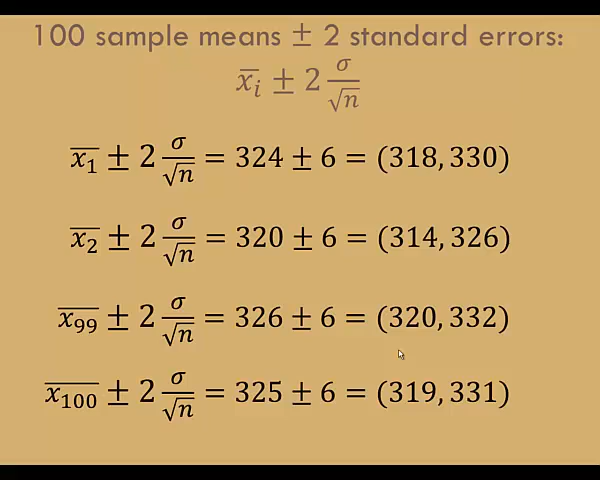 100 sample means ± 2 standard errors:
x̅ᵢ ± 2 σ/√n
x̅₁ ± 2 σ/√n = 324 ± 6 = (318, 330)
x̅₂ ± 2 σ/√n = 320 ± 6 = (314, 326)
x̅₉₉ ± 2 σ/√n = 326 ± 6 = (320, 332)
x̅₁₀₀ ± 2 σ/√n = 325 ± 6 = (319, 331)